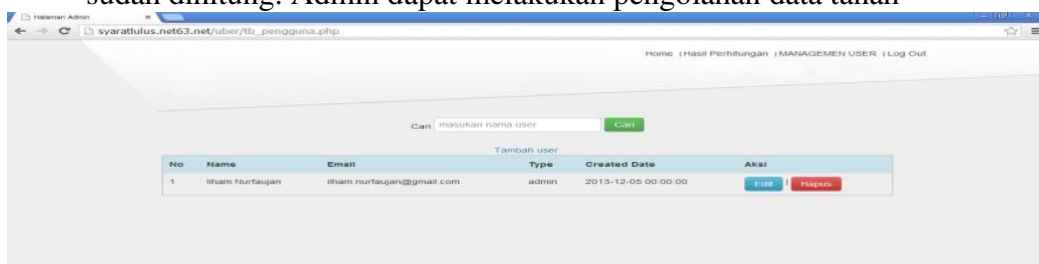 sudah dihitung. Admin dapat melakukan pengolahan data tanah
Halaman Admin
syaratlulus.net63.net/uber/tb_pengguna.php
Home | Hasil Perhitungan | MANAGEMEN USER | Log Out
Cari masukan nama user Cari
Tambah user
No Name Email Type Created Date Aksi
1 Ilham Nurfaujan ilham.nurfaujan@gmail.com admin 2013-12-05 00:00:00 Edit | Hapus